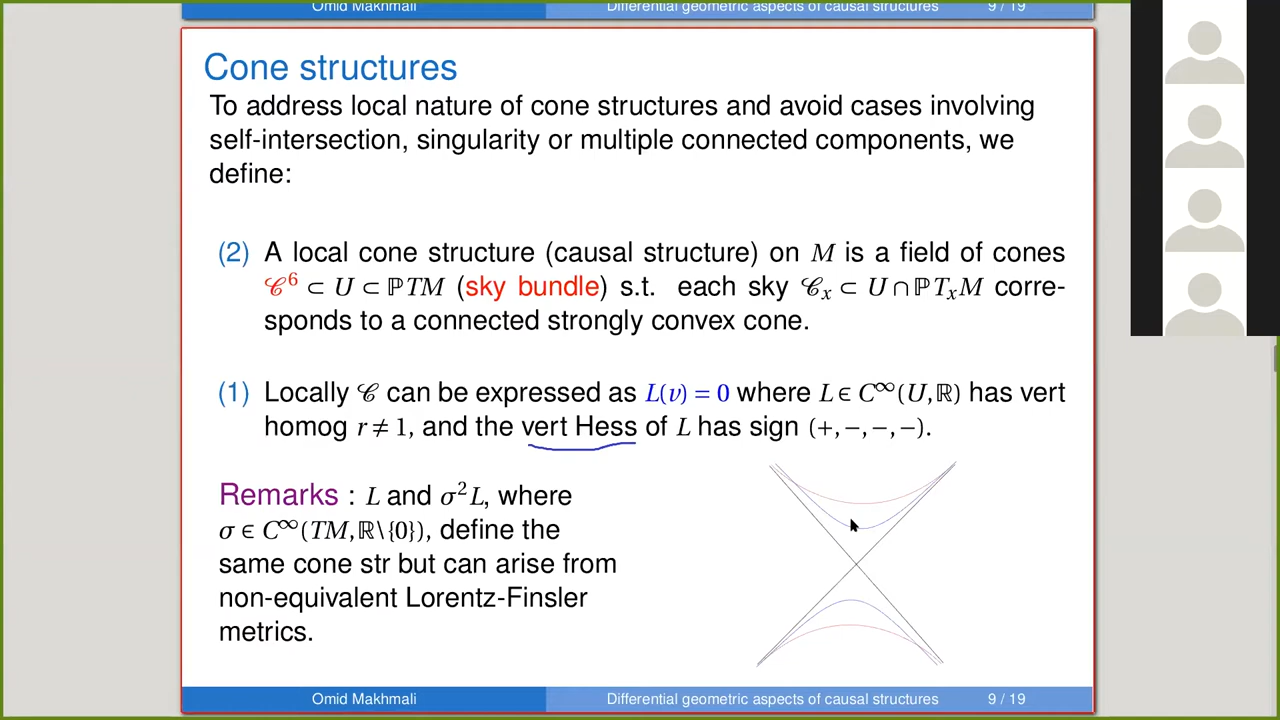 Omid Makhmali Differential geometric aspects of causal structures 9 / 19
Cone structures
To address local nature of cone structures and avoid cases involving
self-intersection, singularity or multiple connected components, we
define:
(2) A local cone structure (causal structure) on M is a field of cones
𝒞⁶ ⊂ U ⊂ ℙTM (sky bundle) s.t. each sky 𝒞ₓ ⊂ U ∩ ℙTₓM corre-
sponds to a connected strongly convex cone.
(1) Locally 𝒞 can be expressed as L(v) = 0 where L ∈ C^∞(U,ℝ) has vert
homog r ≠ 1, and the vert Hess of L has sign (+,−,−,−).
Remarks : L and σ²L, where
σ ∈ C^∞(TM,ℝ\{0}), define the
same cone str but can arise from
non-equivalent Lorentz-Finsler
metrics.
Omid Makhmali Differential geometric aspects of causal structures 9 / 19